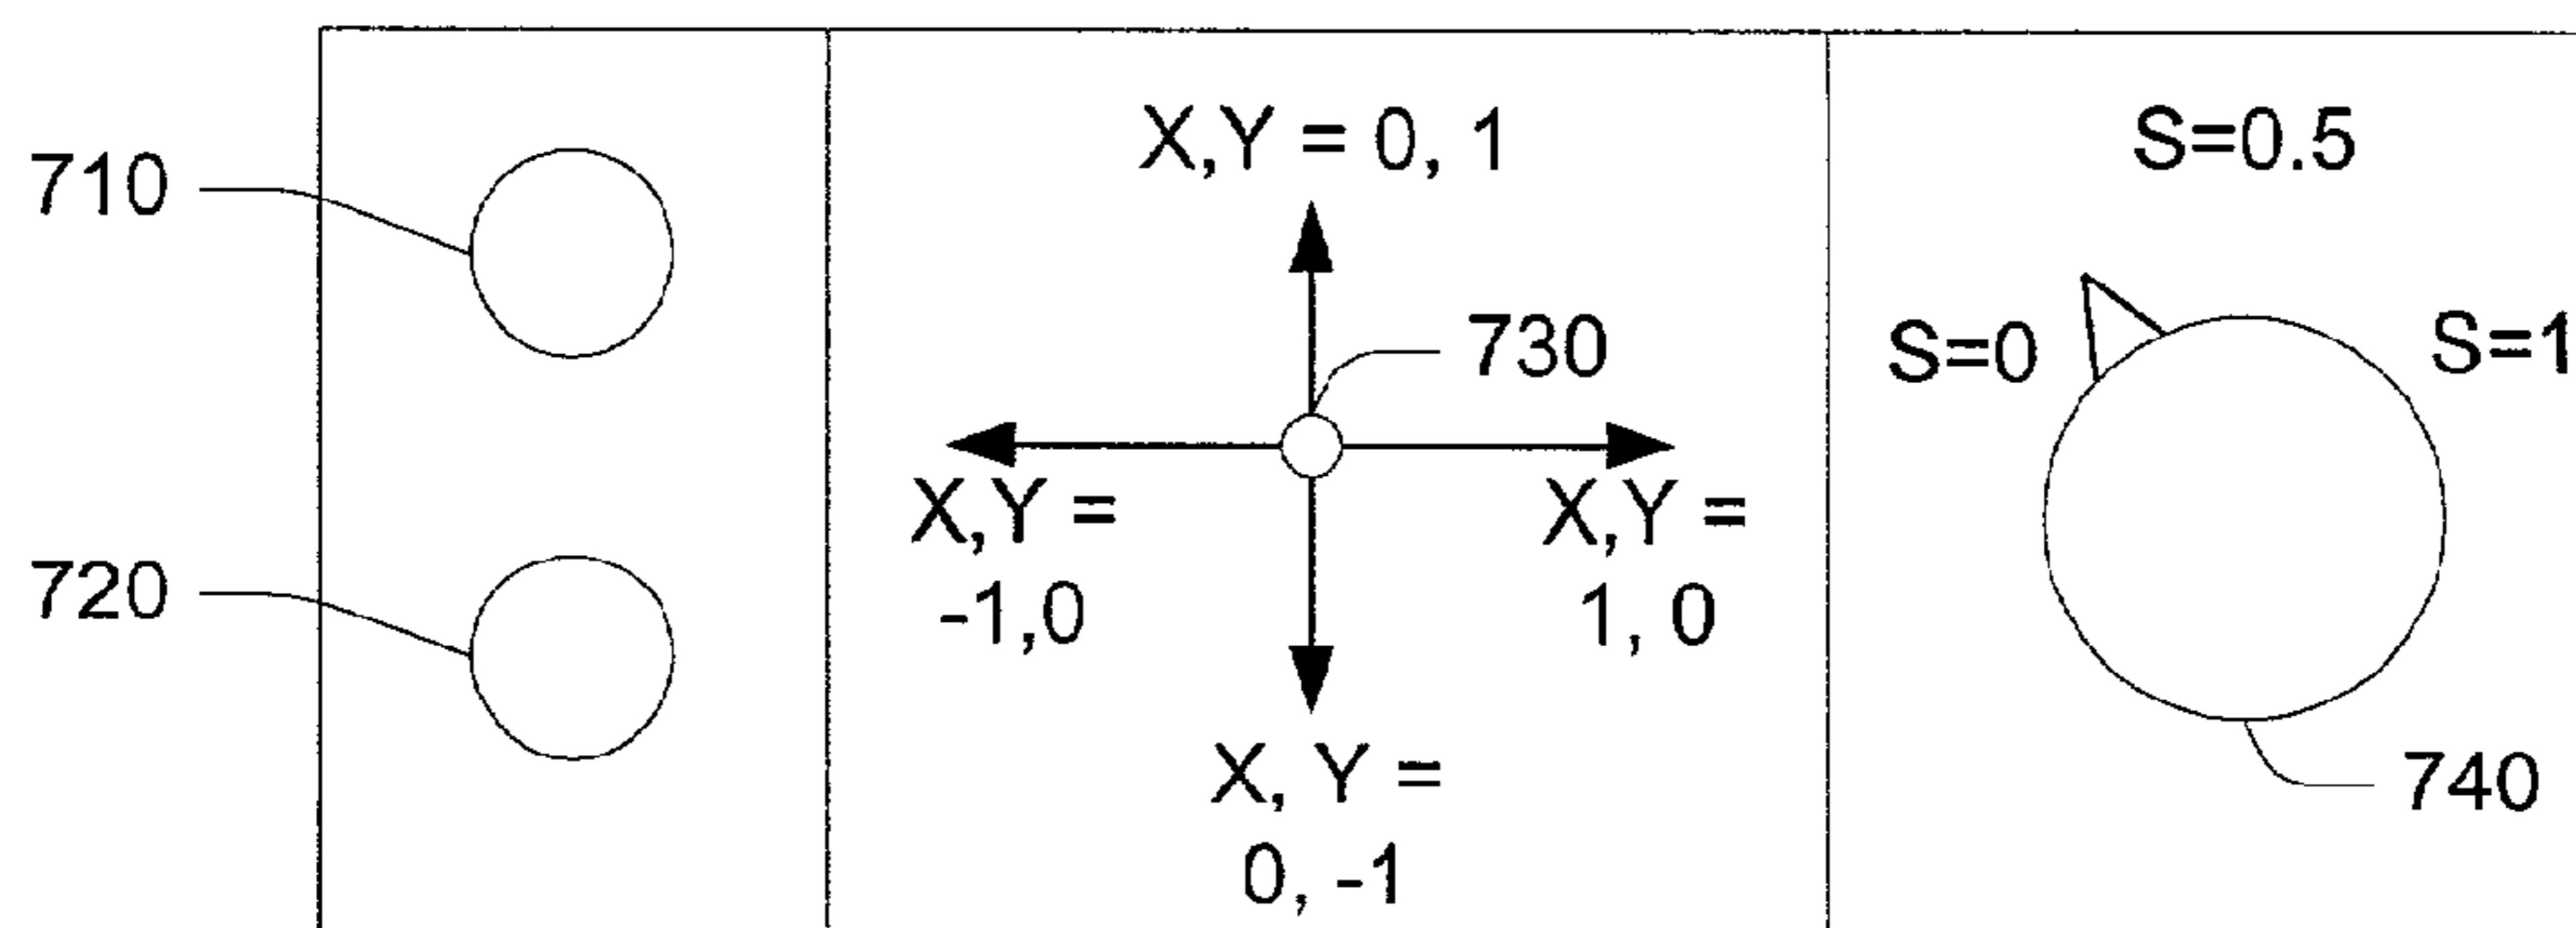 710
720
X,Y = 0, 1
730
X,Y =
-1,0
X,Y =
1, 0
X, Y =
0, -1
S=0.5
S=0
S=1
740